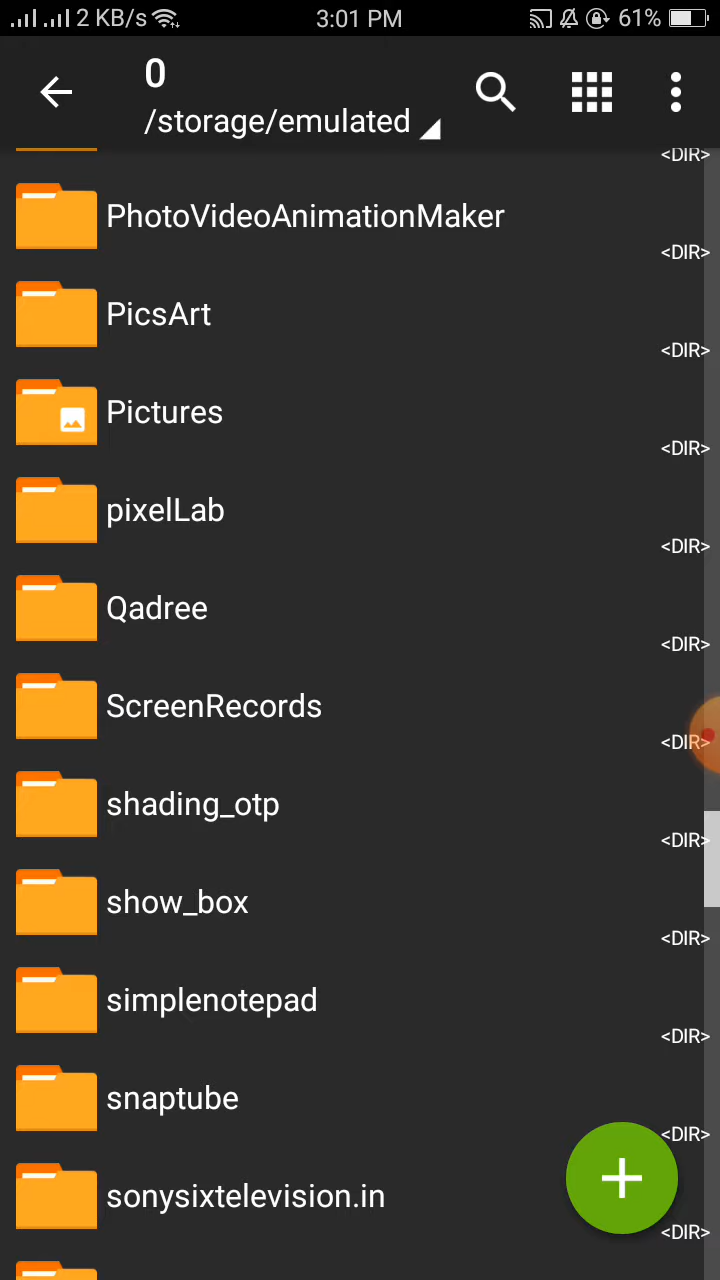 2 KB/s 3:01 PM 61%
0
/storage/emulated
<DIR>
PhotoVideoAnimationMaker
<DIR>
PicsArt
<DIR>
Pictures
<DIR>
pixelLab
<DIR>
Qadree
<DIR>
ScreenRecords
<DIR>
shading_otp
<DIR>
show_box
<DIR>
simplenotepad
<DIR>
snaptube
<DIR>
sonysixtelevision.in
<DIR>